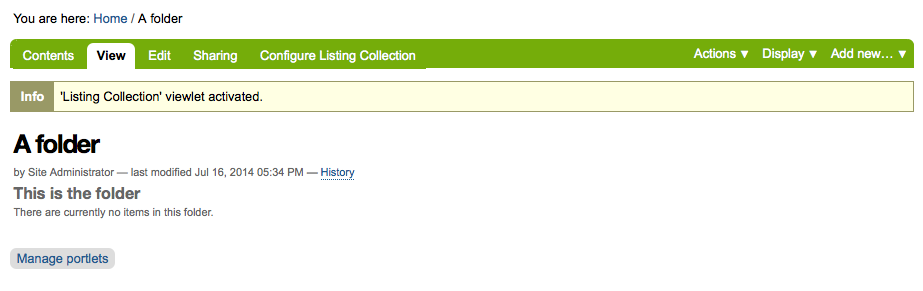 You are here: Home / A folder
Contents View Edit Sharing Configure Listing Collection Actions ▼ Display ▼ Add new… ▼
Info 'Listing Collection' viewlet activated.
A folder
by Site Administrator — last modified Jul 16, 2014 05:34 PM — History
This is the folder
There are currently no items in this folder.
Manage portlets